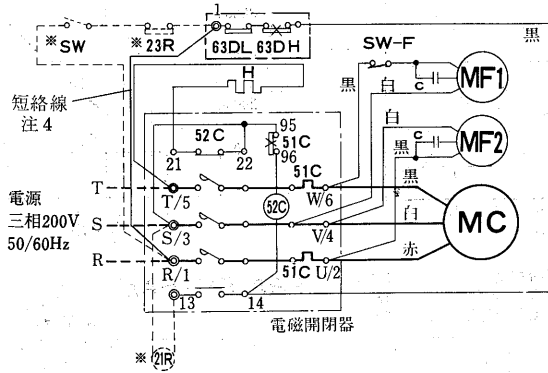 1
※SW
※23R
63DL 63DH
黒
H
SW-F
黒
白
C
MF1
短絡線
注4
白
C
MF2
黒
52C
95
51C
96
21
22
電源
三相200V
50/60Hz
T
T/5
51C
W/6
黒
52C
S
S/3
V/4
白
MC
R
R/1
51C
U/2
赤
13
14
電磁開閉器
※21R